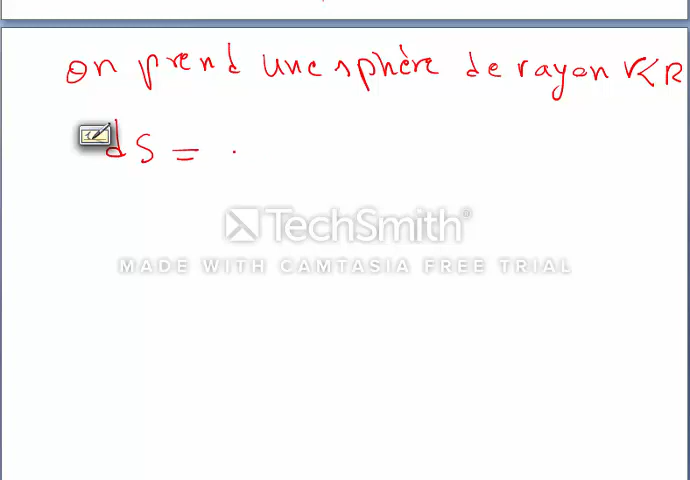 on prend une sphère de rayon r<R
dS = .
TechSmith®
MADE WITH CAMTASIA FREE TRIAL